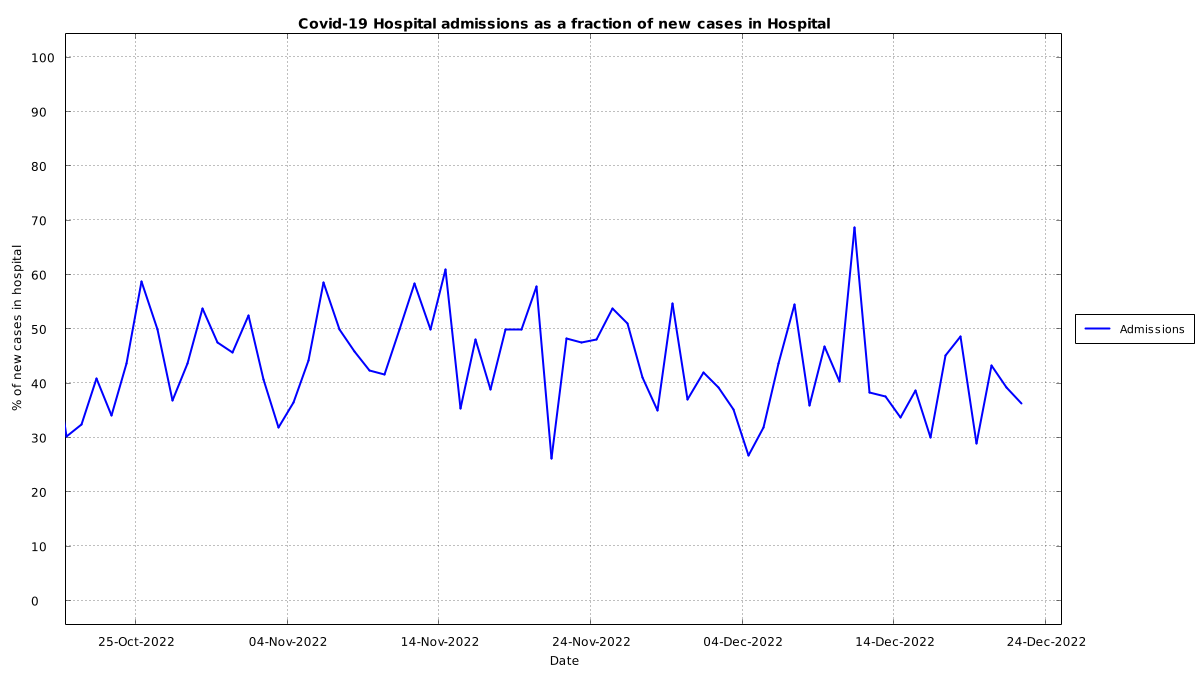 Covid-19 Hospital admissions as a fraction of new cases in Hospital
% of new cases in hospital
100
90
80
70
60
50
40
30
20
10
0
25-Oct-2022
04-Nov-2022
14-Nov-2022
24-Nov-2022
04-Dec-2022
14-Dec-2022
24-Dec-2022
Date
Admissions